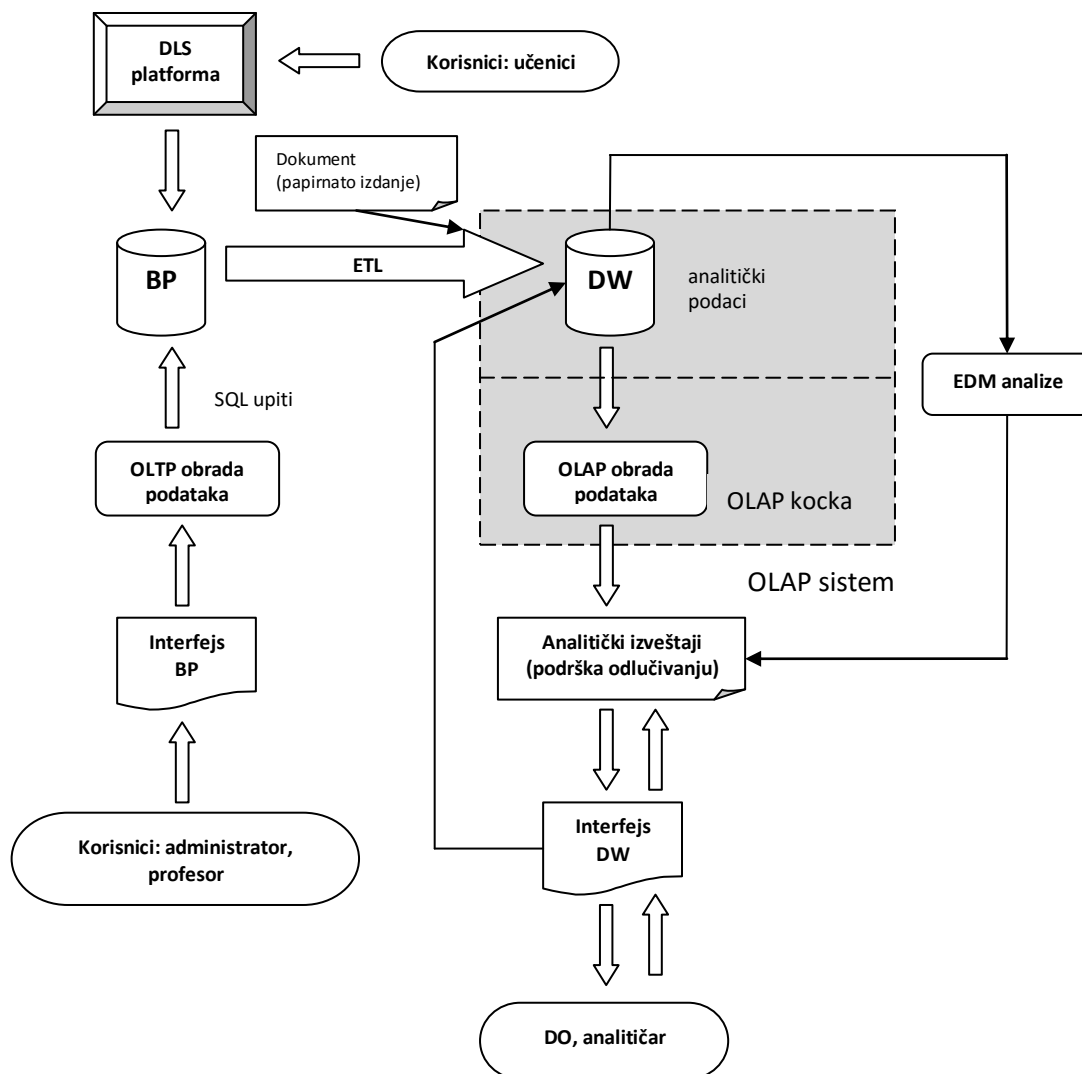 DLS
platforma
Korisnici: učenici
Dokument
(papirnato izdanje)
BP
ETL
DW
analitički
podaci
EDM analize
SQL upiti
OLTP obrada
podataka
OLAP obrada
podataka
OLAP kocka
OLAP sistem
Interfejs
BP
Analitički izveštaji
(podrška odlučivanju)
Korisnici: administrator,
profesor
Interfejs
DW
DO, analitičar